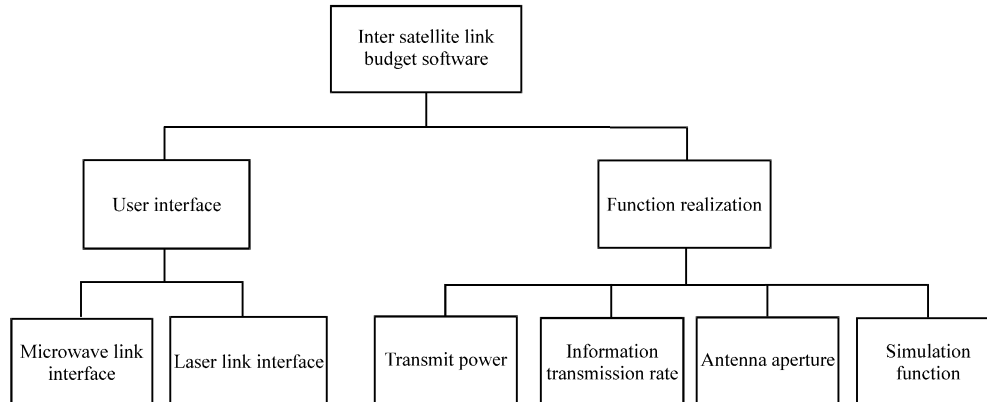 Inter satellite link
budget software
User interface
Function realization
Microwave link
interface
Laser link interface
Transmit power
Information
transmission rate
Antenna aperture
Simulation
function